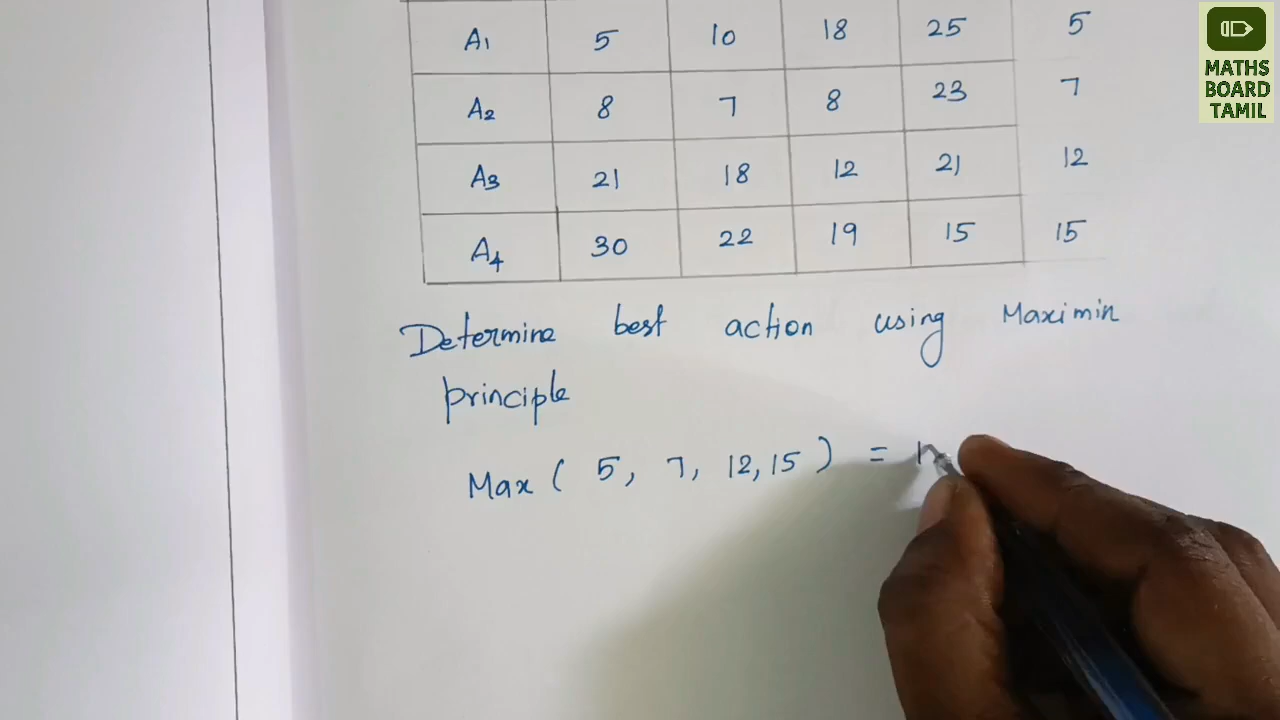 MATHS
BOARD
TAMIL
A1 5 10 18 25 5
A2 8 7 8 23 7
A3 21 18 12 21 12
A4 30 22 19 15 15
Determine best action using Maximin
principle
Max ( 5, 7, 12, 15 ) = 1